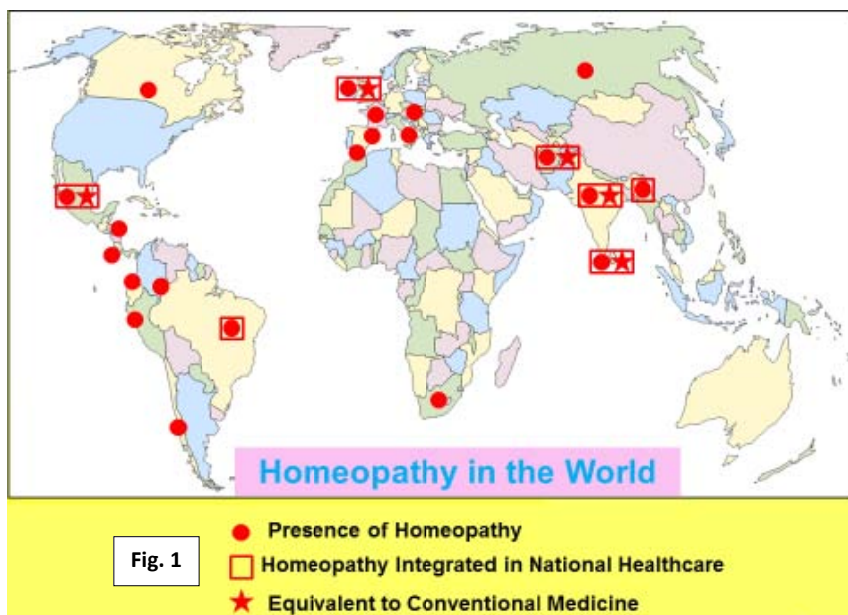 Homeopathy in the World
Fig. 1
Presence of Homeopathy
Homeopathy Integrated in National Healthcare
Equivalent to Conventional Medicine